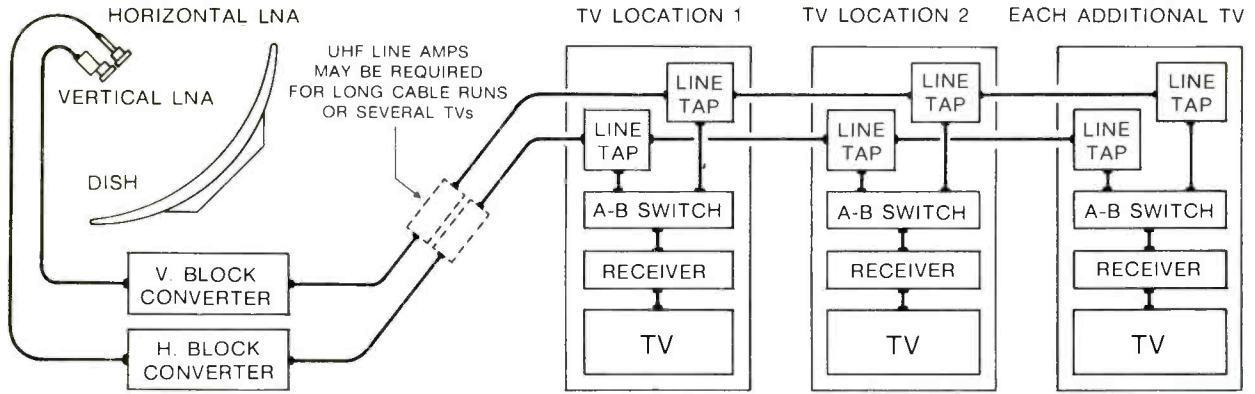 HORIZONTAL LNA
VERTICAL LNA
DISH
V. BLOCK
CONVERTER
H. BLOCK
CONVERTER
UHF LINE AMPS
MAY BE REQUIRED
FOR LONG CABLE RUNS
OR SEVERAL TVs
TV LOCATION 1
LINE
TAP
LINE
TAP
A-B SWITCH
RECEIVER
TV
TV LOCATION 2
LINE
TAP
LINE
TAP
A-B SWITCH
RECEIVER
TV
EACH ADDITIONAL TV
LINE
TAP
LINE
TAP
A-B SWITCH
RECEIVER
TV